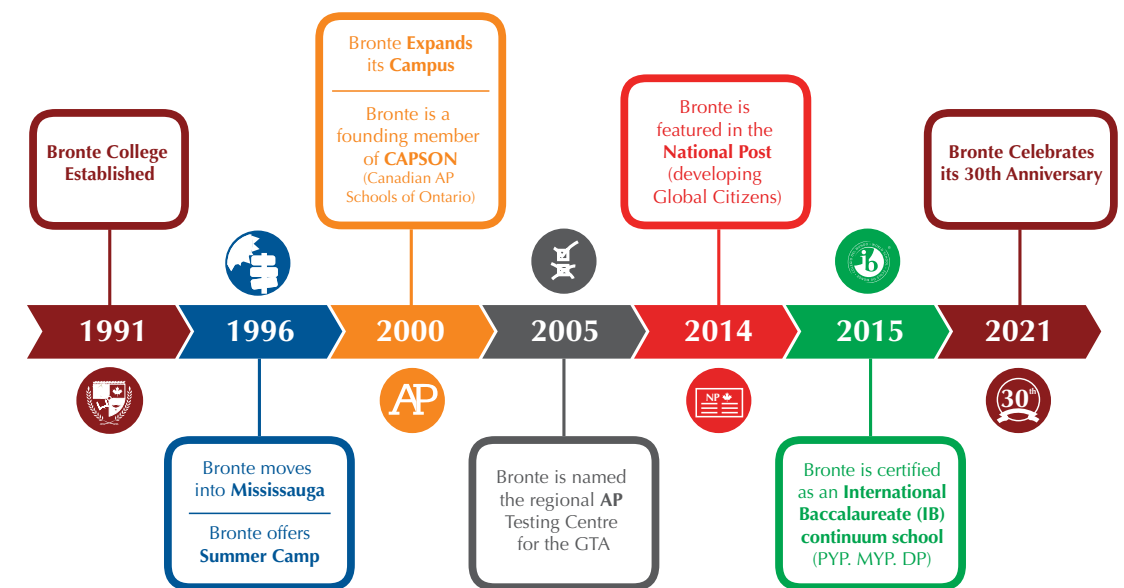 Bronte College
Established
1991
1996
Bronte moves
into Mississauga
Bronte offers
Summer Camp
Bronte Expands
its Campus
Bronte is a
founding member
of CAPSON
(Canadian AP
Schools of Ontario)
2000
AP
2005
Bronte is named
the regional AP
Testing Centre
for the GTA
Bronte is
featured in the
National Post
(developing
Global Citizens)
2014
NP
ib
2015
Bronte is certified
as an International
Baccalaureate (IB)
continuum school
(PYP. MYP. DP)
Bronte Celebrates
its 30th Anniversary
2021
30th